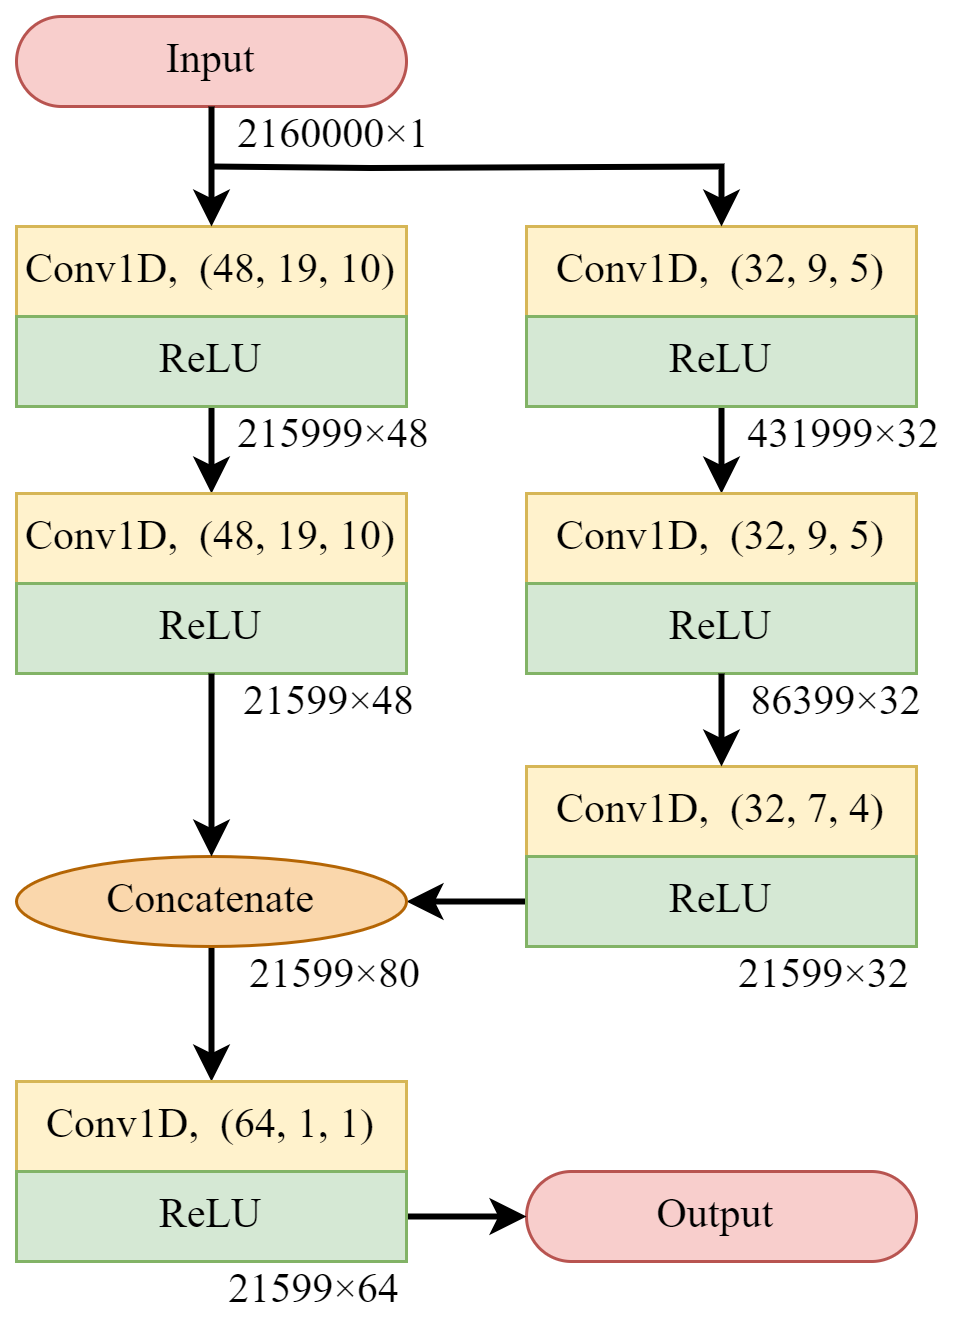 Input
2160000×1
Conv1D, (48, 19, 10)
ReLU
215999×48
Conv1D, (48, 19, 10)
ReLU
21599×48
Conv1D, (32, 9, 5)
ReLU
431999×32
Conv1D, (32, 9, 5)
ReLU
86399×32
Conv1D, (32, 7, 4)
ReLU
21599×32
Concatenate
21599×80
Conv1D, (64, 1, 1)
ReLU
21599×64
Output